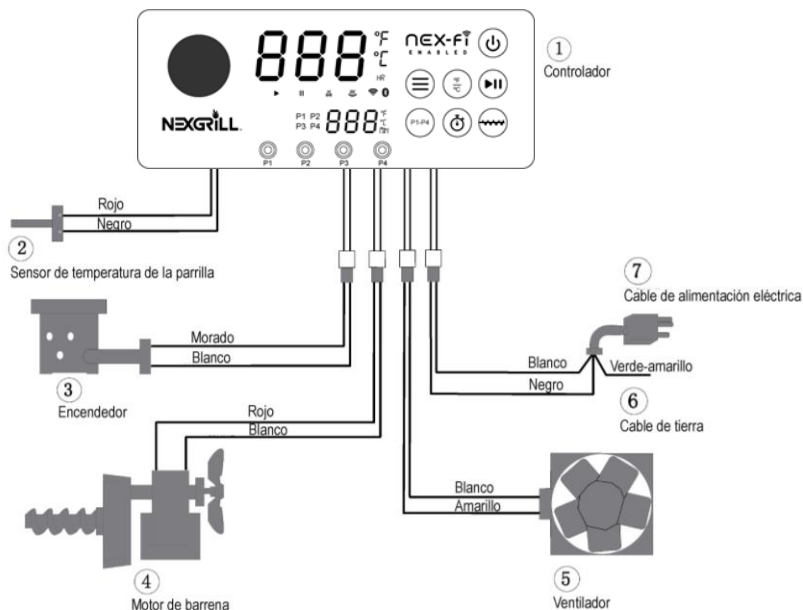 888 °F
°C
HR
NEX-Fi
ENABLED
°F
°C
NEXGRILL
P1 P2
P3 P4
888 °F
°C
MIN
P1-P4
P1 P2 P3 P4
1
Controlador
Rojo
Negro
2
Sensor de temperatura de la parrilla
Morado
Blanco
3
Encendedor
Rojo
Blanco
4
Motor de barrena
7
Cable de alimentación eléctrica
Blanco
Verde-amarillo
Negro
6
Cable de tierra
Blanco
Amarillo
5
Ventilador